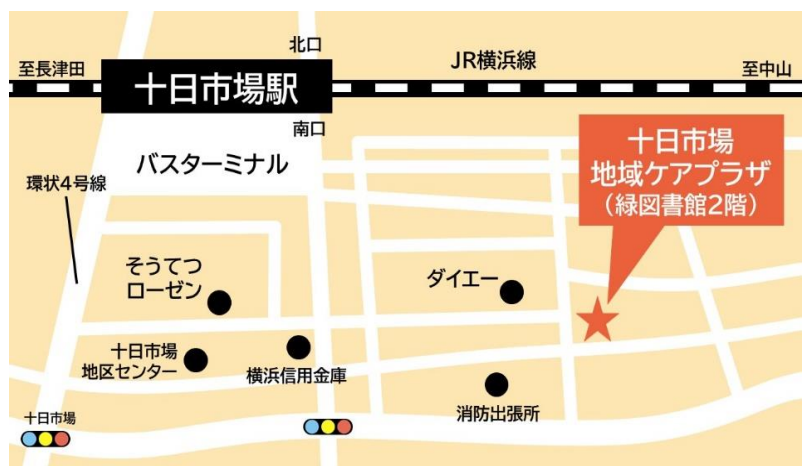 北口
JR横浜線
至長津田
至中山
十日市場駅
南口
バスターミナル
環状4号線
十日市場
地域ケアプラザ
(緑図書館2階)
そうてつ
ローゼン
ダイエー
十日市場
地区センター
横浜信用金庫
消防出張所
十日市場